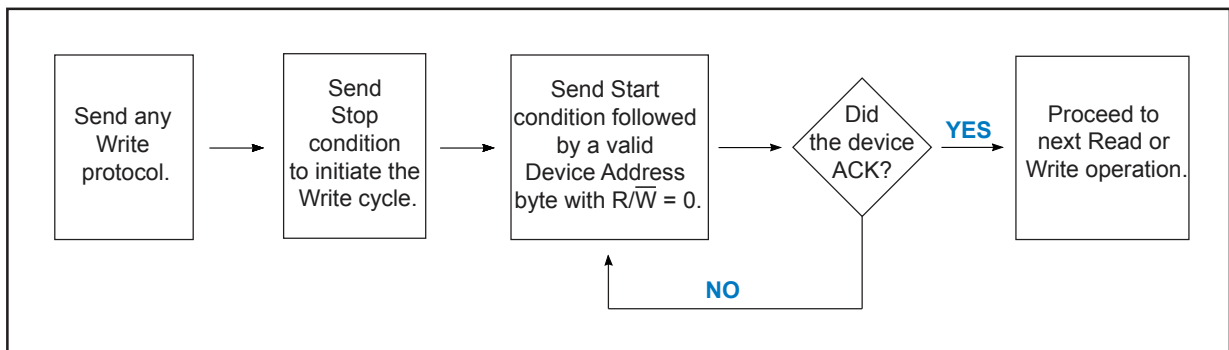 Send any
Write
protocol.
Send
Stop
condition
to initiate the
Write cycle.
Send Start
condition followed
by a valid
Device Address
byte with R/W̅ = 0.
Did
the device
ACK?
YES
NO
Proceed to
next Read or
Write operation.